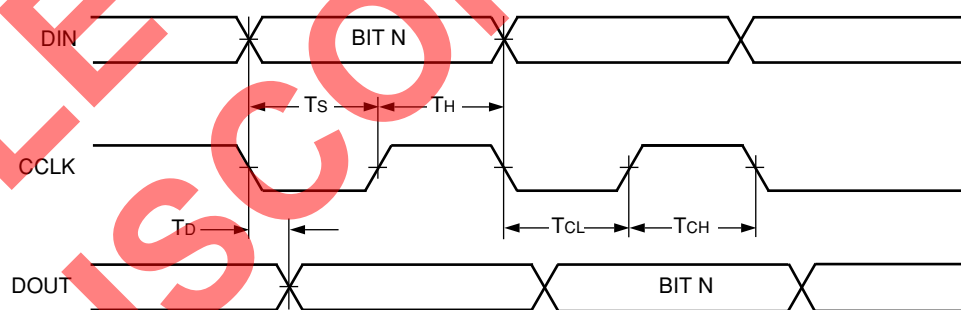 DIN
BIT N
TS
TH
CCLK
TD
TCL
TCH
DOUT
BIT N